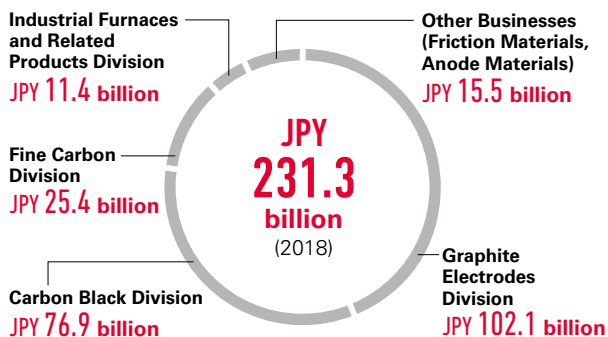 Industrial Furnaces
and Related
Products Division
JPY 11.4 billion
Other Businesses
(Friction Materials,
Anode Materials)
JPY 15.5 billion
JPY
231.3
billion
(2018)
Fine Carbon
Division
JPY 25.4 billion
Carbon Black Division
JPY 76.9 billion
Graphite
Electrodes
Division
JPY 102.1 billion